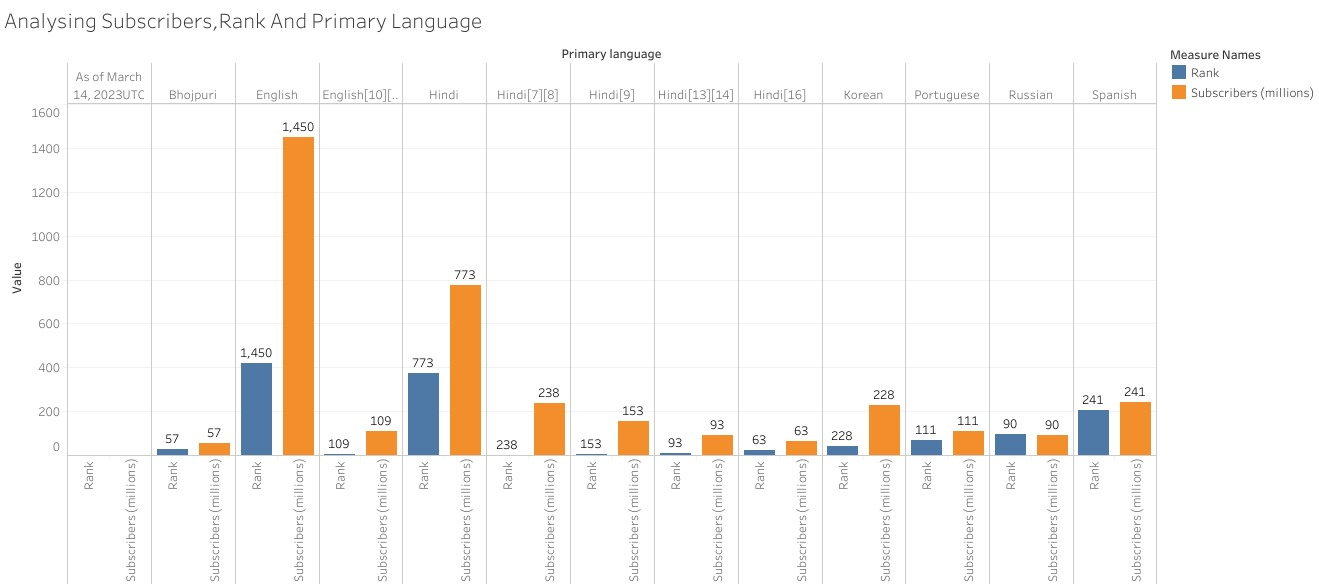 Analysing Subscribers,Rank And Primary Language
Primary language
As of March
14, 2023UTC
Bhojpuri
English
English[10][..
Hindi
Hindi[7][8]
Hindi[9]
Hindi[13][14]
Hindi[16]
Korean
Portuguese
Russian
Spanish
Measure Names
Rank
Subscribers (millions)
Value
1600
1400
1200
1000
800
600
400
200
0
57
57
1,450
1,450
109
109
773
773
238
238
153
153
93
93
63
63
228
228
111
111
90
90
241
241
Rank
Subscribers (millions)
Rank
Subscribers (millions)
Rank
Subscribers (millions)
Rank
Subscribers (millions)
Rank
Subscribers (millions)
Rank
Subscribers (millions)
Rank
Subscribers (millions)
Rank
Subscribers (millions)
Rank
Subscribers (millions)
Rank
Subscribers (millions)
Rank
Subscribers (millions)
Rank
Subscribers (millions)
Rank
Subscribers (millions)